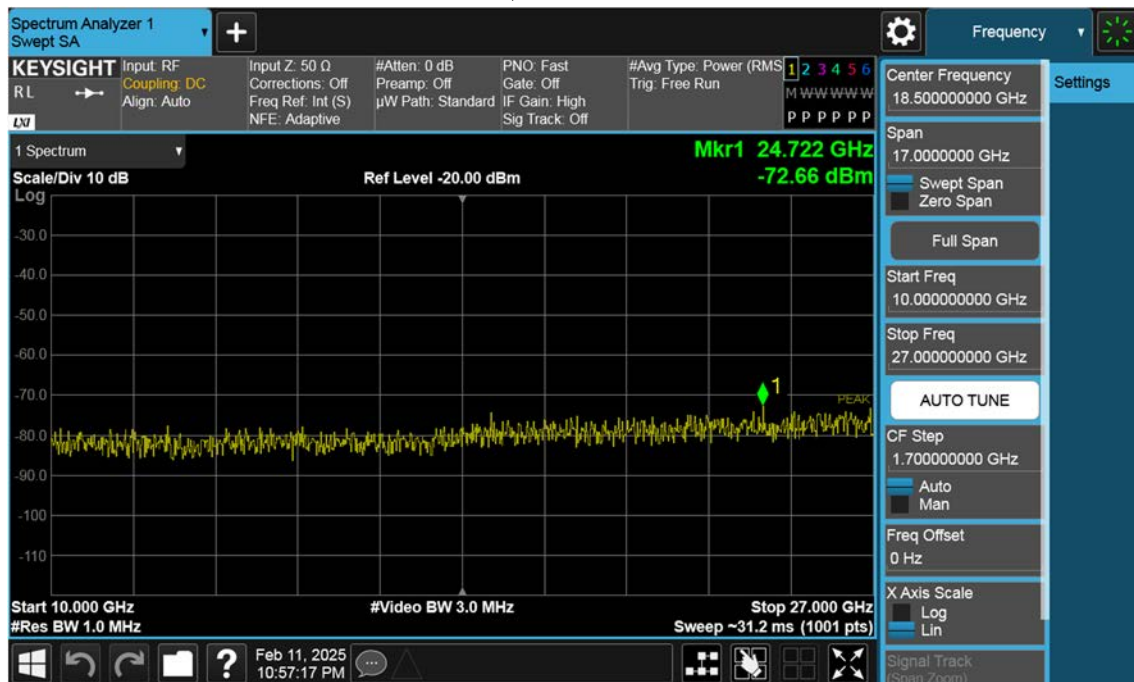 Spectrum Analyzer 1
Swept SA
Frequency
KEYSIGHT
RL
LXI
Input: RF
Coupling: DC
Align: Auto
Input Z: 50 Ω
Corrections: Off
Freq Ref: Int (S)
NFE: Adaptive
#Atten: 0 dB
Preamp: Off
µW Path: Standard
PNO: Fast
Gate: Off
IF Gain: High
Sig Track: Off
#Avg Type: Power (RMS
Trig: Free Run
1 2 3 4 5 6
M W W W W W
P P P P P P
1 Spectrum
Scale/Div 10 dB
Ref Level -20.00 dBm
Mkr1 24.722 GHz
-72.66 dBm
Log
-30.0
-40.0
-50.0
-60.0
-70.0
-80.0
-90.0
-100
-110
1
PEAK
Start 10.000 GHz
#Res BW 1.0 MHz
#Video BW 3.0 MHz
Stop 27.000 GHz
Sweep ~31.2 ms (1001 pts)
Center Frequency
18.500000000 GHz
Settings
Span
17.0000000 GHz
Swept Span
Zero Span
Full Span
Start Freq
10.000000000 GHz
Stop Freq
27.000000000 GHz
AUTO TUNE
CF Step
1.700000000 GHz
Auto
Man
Freq Offset
0 Hz
X Axis Scale
Log
Lin
Signal Track
(Span Zoom)
?
Feb 11, 2025
10:57:17 PM